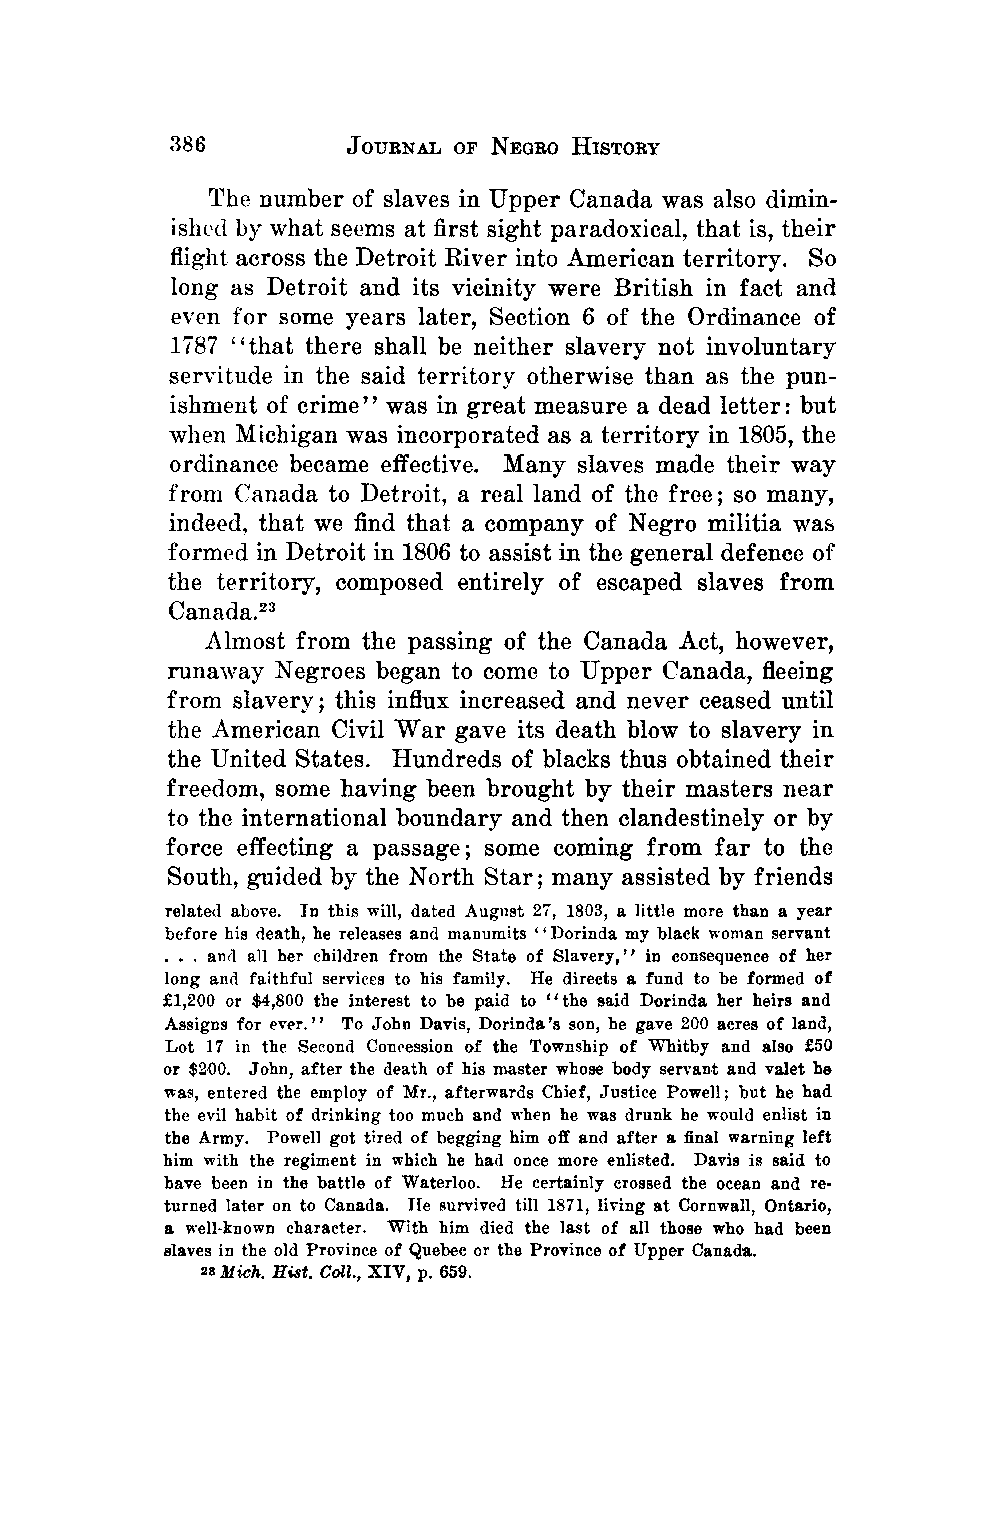 386 JOURNAL OF NEGRO HISTORY
The number of slaves in Upper Canada was also dimin-
ished by what seems at first sight paradoxical, that is, their
flight across the Detroit River into American territory. So
long as Detroit and its vicinity were British in fact and
even for some years later, Section 6 of the Ordinance of
1787 ‘‘that there shall be neither slavery not involuntary
servitude in the said territory otherwise than as the pun-
ishment of crime’’ was in great measure a dead letter: but
when Michigan was incorporated as a territory in 1805, the
ordinance became effective. Many slaves made their way
from Canada to Detroit, a real land of the free; so many,
indeed, that we find that a company of Negro militia was
formed in Detroit in 1806 to assist in the general defence of
the territory, composed entirely of escaped slaves from
Canada.²³
Almost from the passing of the Canada Act, however,
runaway Negroes began to come to Upper Canada, fleeing
from slavery; this influx increased and never ceased until
the American Civil War gave its death blow to slavery in
the United States. Hundreds of blacks thus obtained their
freedom, some having been brought by their masters near
to the international boundary and then clandestinely or by
force effecting a passage; some coming from far to the
South, guided by the North Star; many assisted by friends
related above. In this will, dated August 27, 1803, a little more than a year
before his death, he releases and manumits ‘‘Dorinda my black woman servant
. . . and all her children from the State of Slavery,’’ in consequence of her
long and faithful services to his family. He directs a fund to be formed of
£1,200 or $4,800 the interest to be paid to ‘‘the said Dorinda her heirs and
Assigns for ever.’’ To John Davis, Dorinda's son, he gave 200 acres of land,
Lot 17 in the Second Concession of the Township of Whitby and also £50
or $200. John, after the death of his master whose body servant and valet he
was, entered the employ of Mr., afterwards Chief, Justice Powell; but he had
the evil habit of drinking too much and when he was drunk he would enlist in
the Army. Powell got tired of begging him off and after a final warning left
him with the regiment in which he had once more enlisted. Davis is said to
have been in the battle of Waterloo. He certainly crossed the ocean and re-
turned later on to Canada. He survived till 1871, living at Cornwall, Ontario,
a well-known character. With him died the last of all those who had been
slaves in the old Province of Quebec or the Province of Upper Canada.
²³ Mich. Hist. Coll., XIV, p. 659.